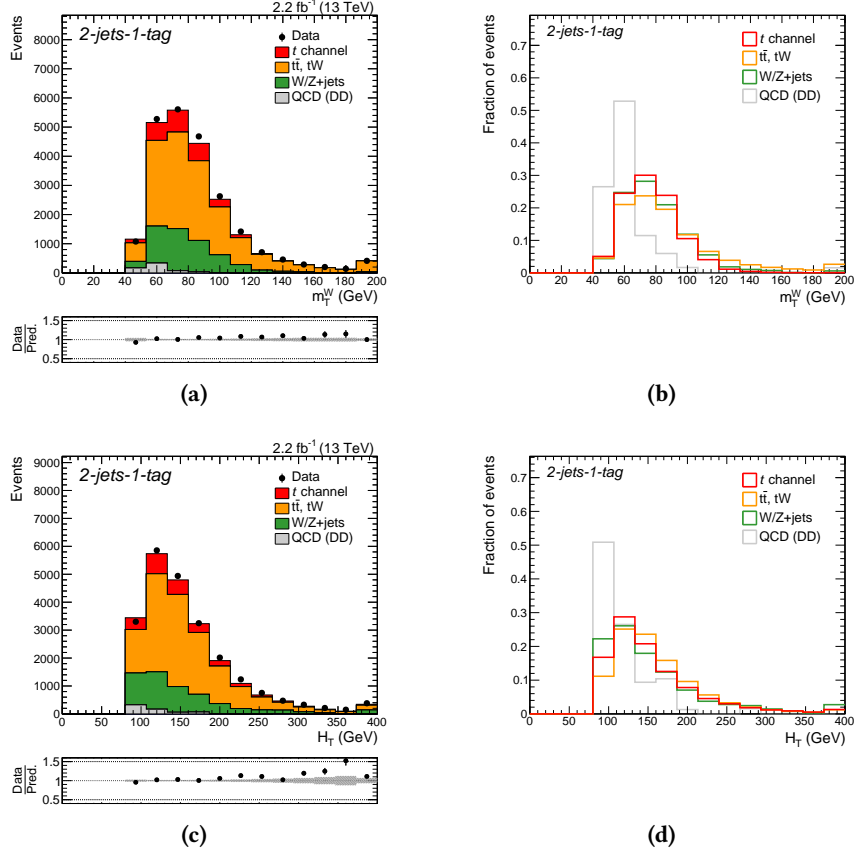 2.2 fb⁻¹ (13 TeV)
Events
8000
7000
6000
5000
4000
3000
2000
1000
0
2-jets-1-tag
Data
t channel
tt̄, tW
W/Z+jets
QCD (DD)
0 20 40 60 80 100 120 140 160 180 200
m_T^W (GeV)
Data
Pred.
1.5
1
0.5
(a)
Fraction of events
0.7
0.6
0.5
0.4
0.3
0.2
0.1
0
2-jets-1-tag
t channel
tt̄, tW
W/Z+jets
QCD (DD)
0 20 40 60 80 100 120 140 160 180 200
m_T^W (GeV)
(b)
2.2 fb⁻¹ (13 TeV)
Events
9000
8000
7000
6000
5000
4000
3000
2000
1000
0
2-jets-1-tag
Data
t channel
tt̄, tW
W/Z+jets
QCD (DD)
0 50 100 150 200 250 300 350 400
H_T (GeV)
Data
Pred.
1.5
1
0.5
(c)
Fraction of events
0.7
0.6
0.5
0.4
0.3
0.2
0.1
0
2-jets-1-tag
t channel
tt̄, tW
W/Z+jets
QCD (DD)
0 50 100 150 200 250 300 350 400
H_T (GeV)
(d)